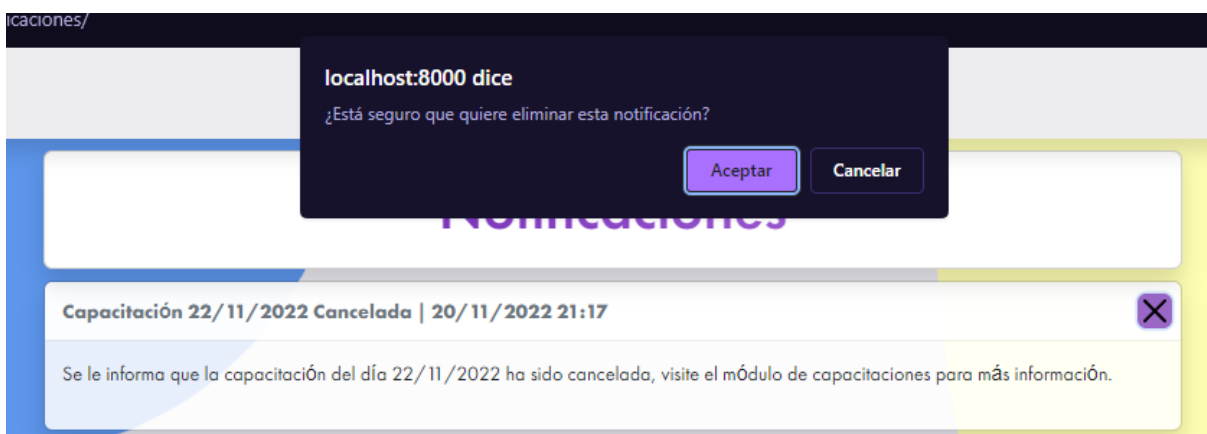 icaciones/
localhost:8000 dice
¿Está seguro que quiere eliminar esta notificación?
Aceptar
Cancelar
Notificaciones
Capacitación 22/11/2022 Cancelada | 20/11/2022 21:17
Se le informa que la capacitación del día 22/11/2022 ha sido cancelada, visite el módulo de capacitaciones para más información.